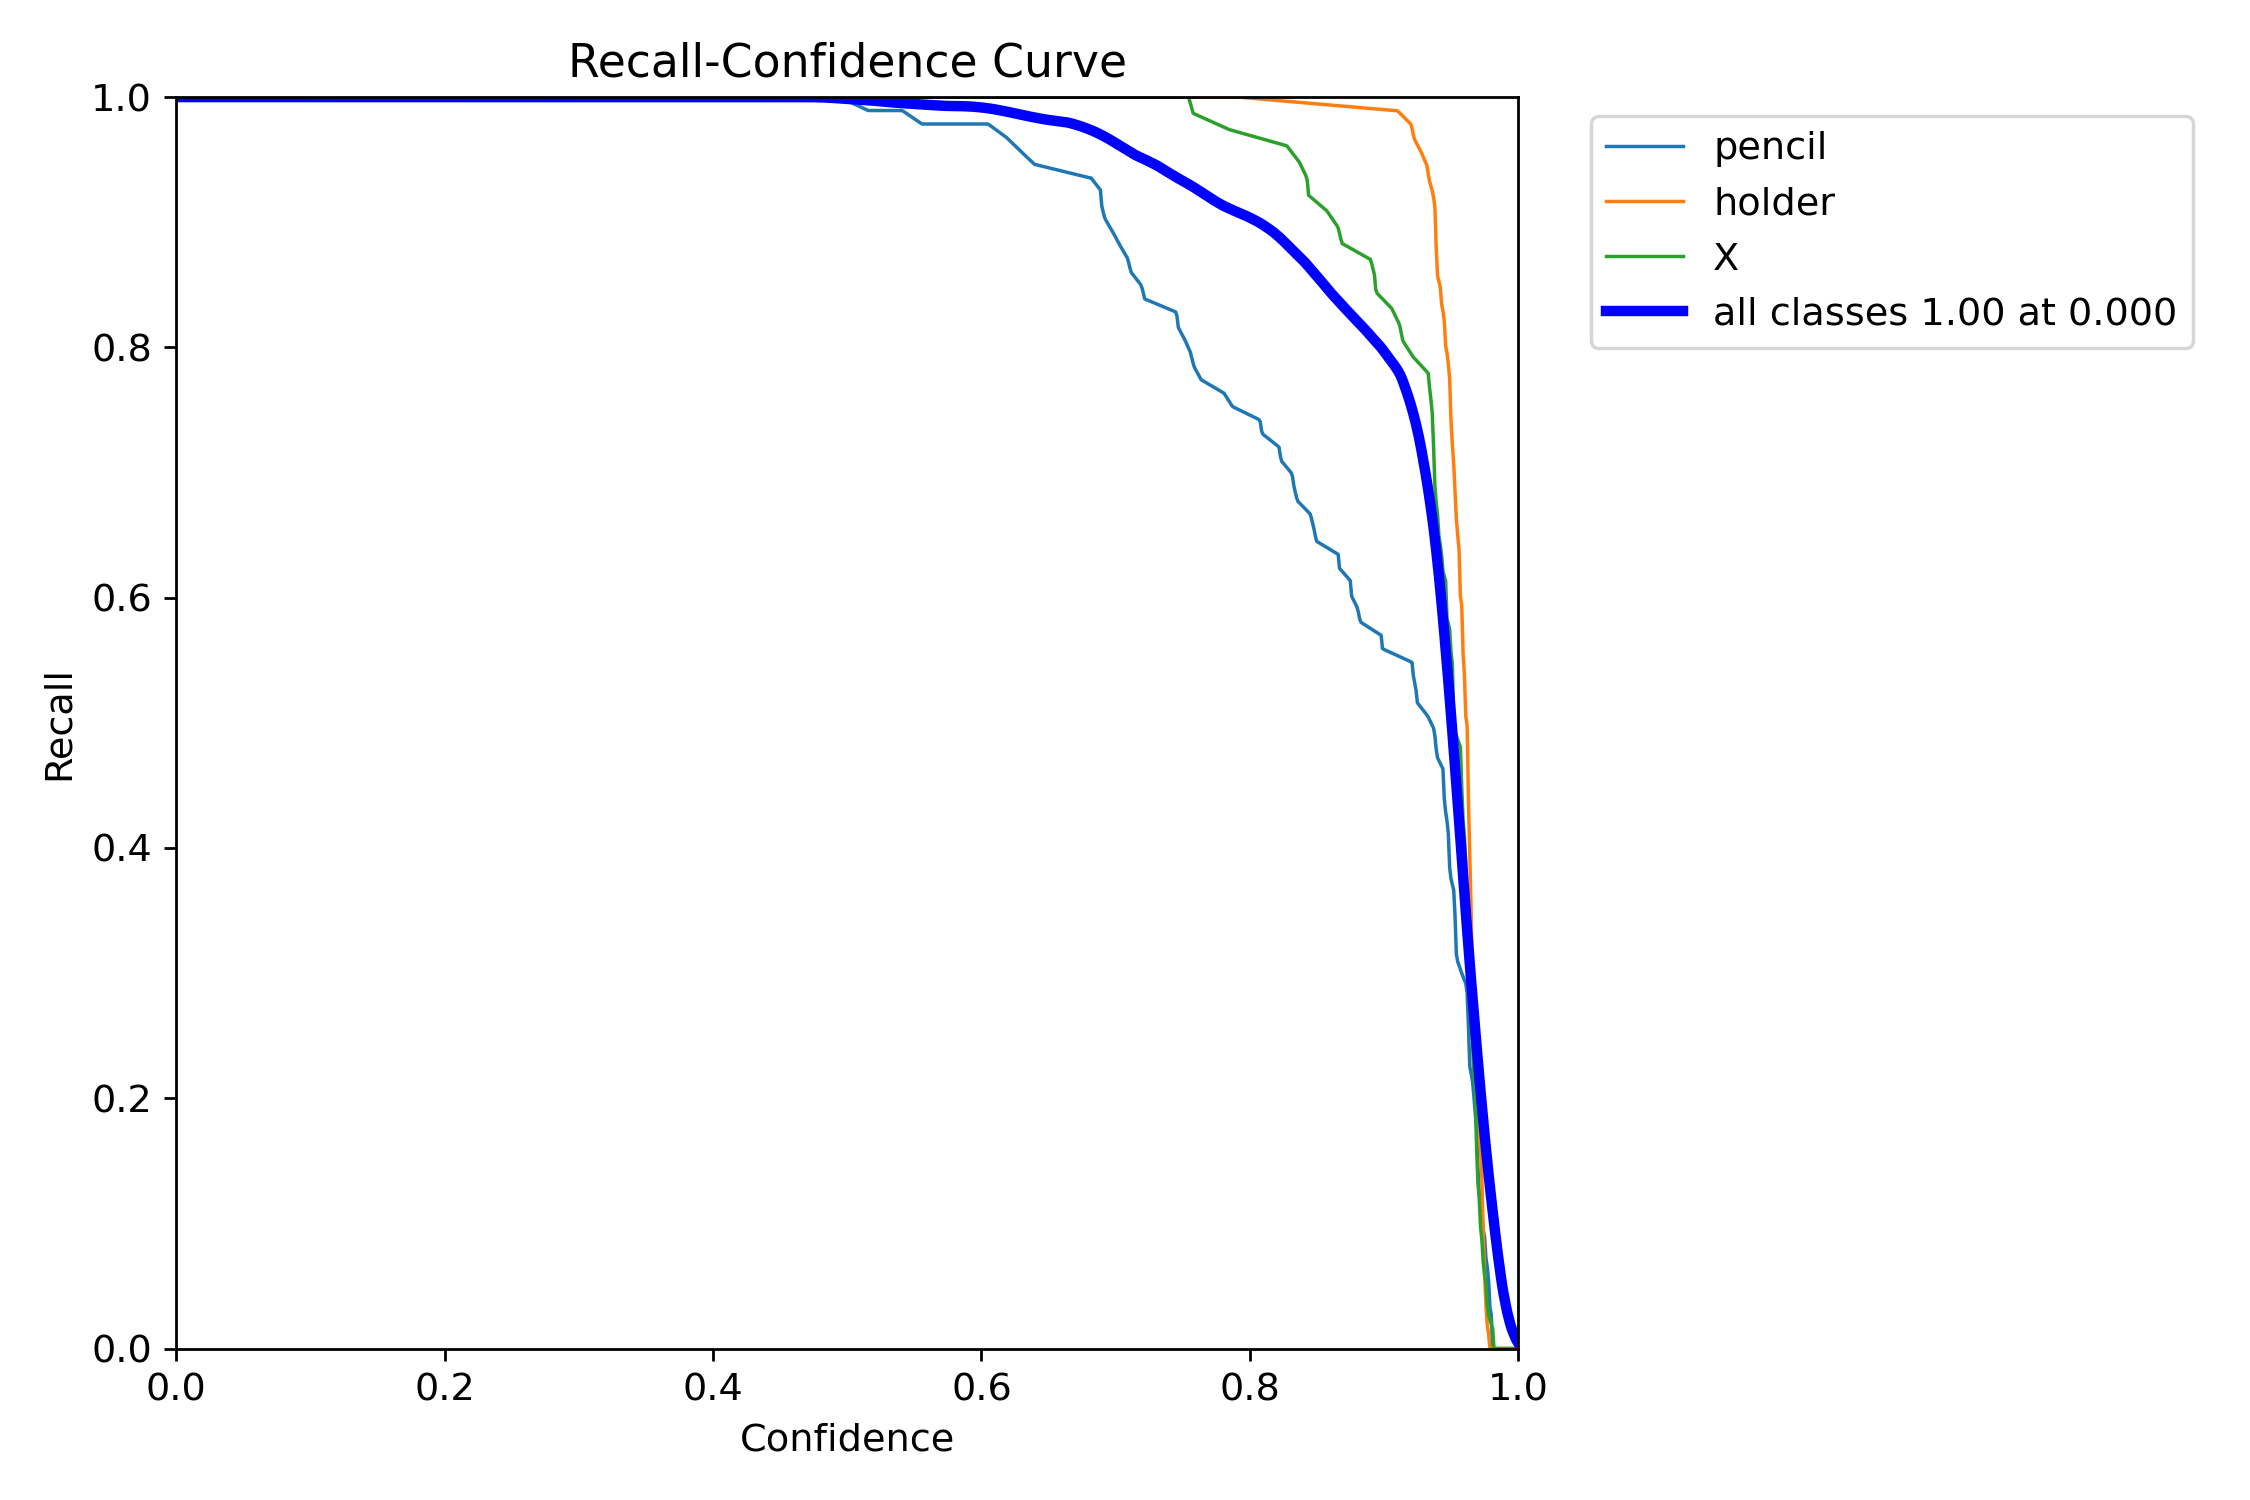 Recall-Confidence Curve
1.0
0.8
0.6
0.4
0.2
0.0
Recall
0.0 0.2 0.4 0.6 0.8 1.0
Confidence
pencil
holder
X
all classes 1.00 at 0.000